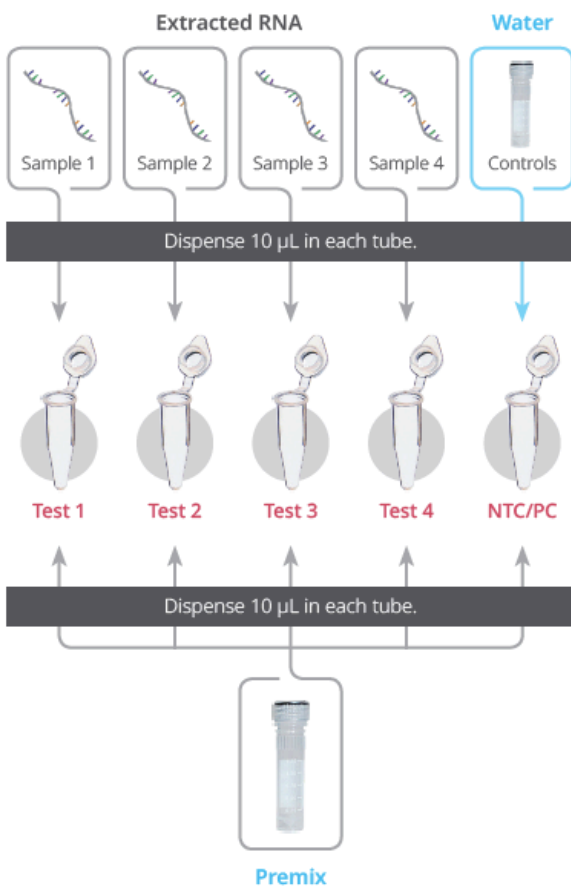 Extracted RNA
Water
Sample 1
Sample 2
Sample 3
Sample 4
Controls
Dispense 10 µL in each tube.
Test 1
Test 2
Test 3
Test 4
NTC/PC
Dispense 10 µL in each tube.
Premix